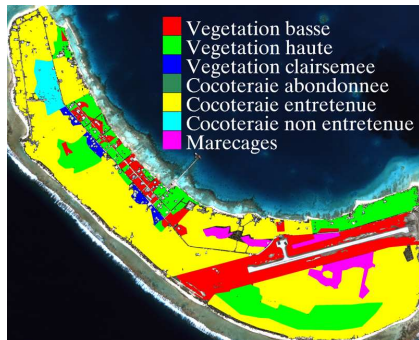 Vegetation basse
Vegetation haute
Vegetation clairsemee
Cocoteraie abondonnee
Cocoteraie entretenue
Cocoteraie non entretenue
Marecages